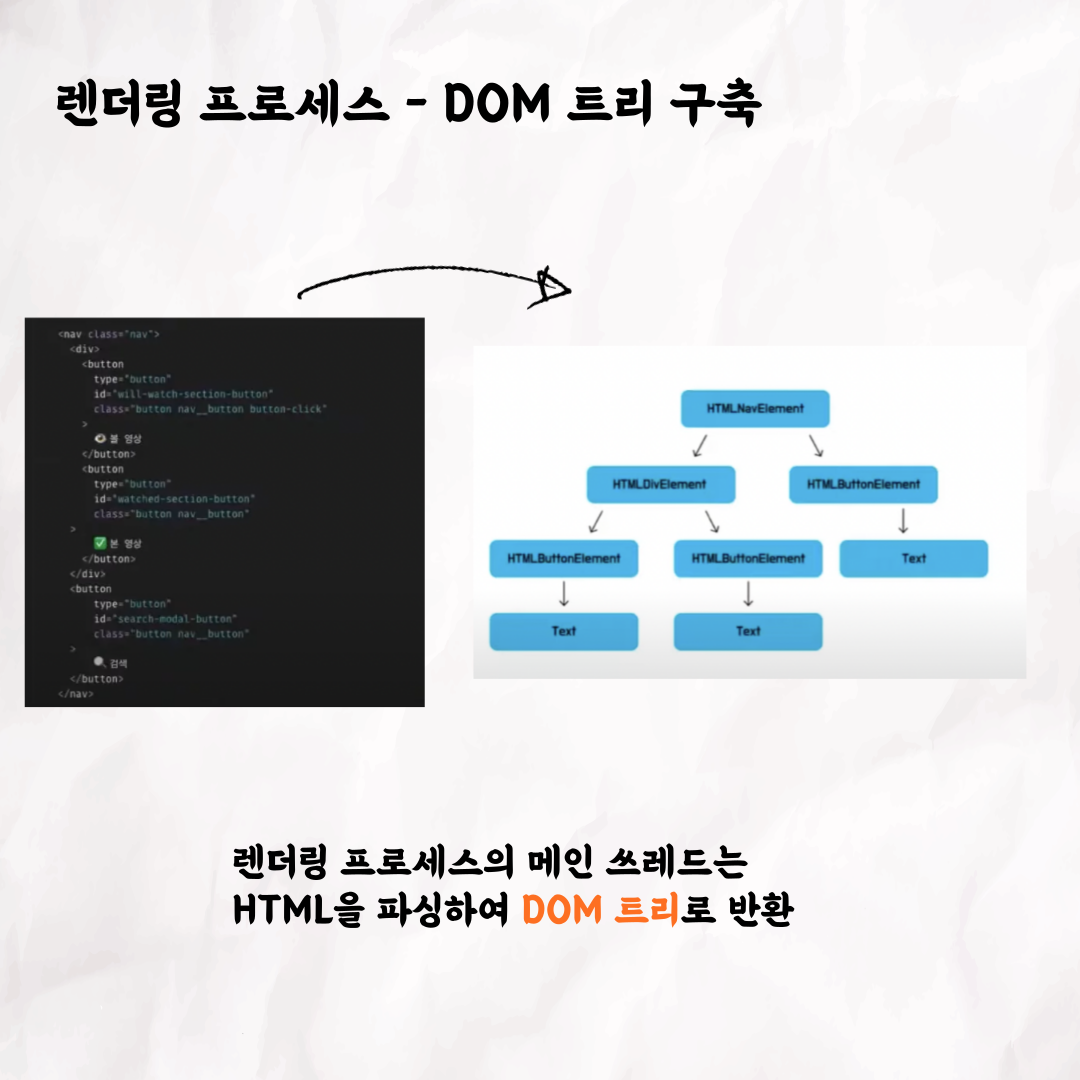 렌더링 프로세스 - DOM 트리 구축
<nav class="nav">
<div>
<button
type="button"
id="will-watch-section-button"
class="button nav__button button-click"
>
👁️볼 영상
</button>
<button
type="button"
id="watched-section-button"
class="button nav__button"
>
✅본 영상
</button>
</div>
<button
type="button"
id="search-modal-button"
class="button nav__button"
>
🔍검색
</button>
</nav>
HTMLNavElement
HTMLDivElement HTMLButtonElement
HTMLButtonElement HTMLButtonElement Text
Text Text
렌더링 프로세스의 메인 쓰레드는
HTML을 파싱하여 DOM 트리로 반환